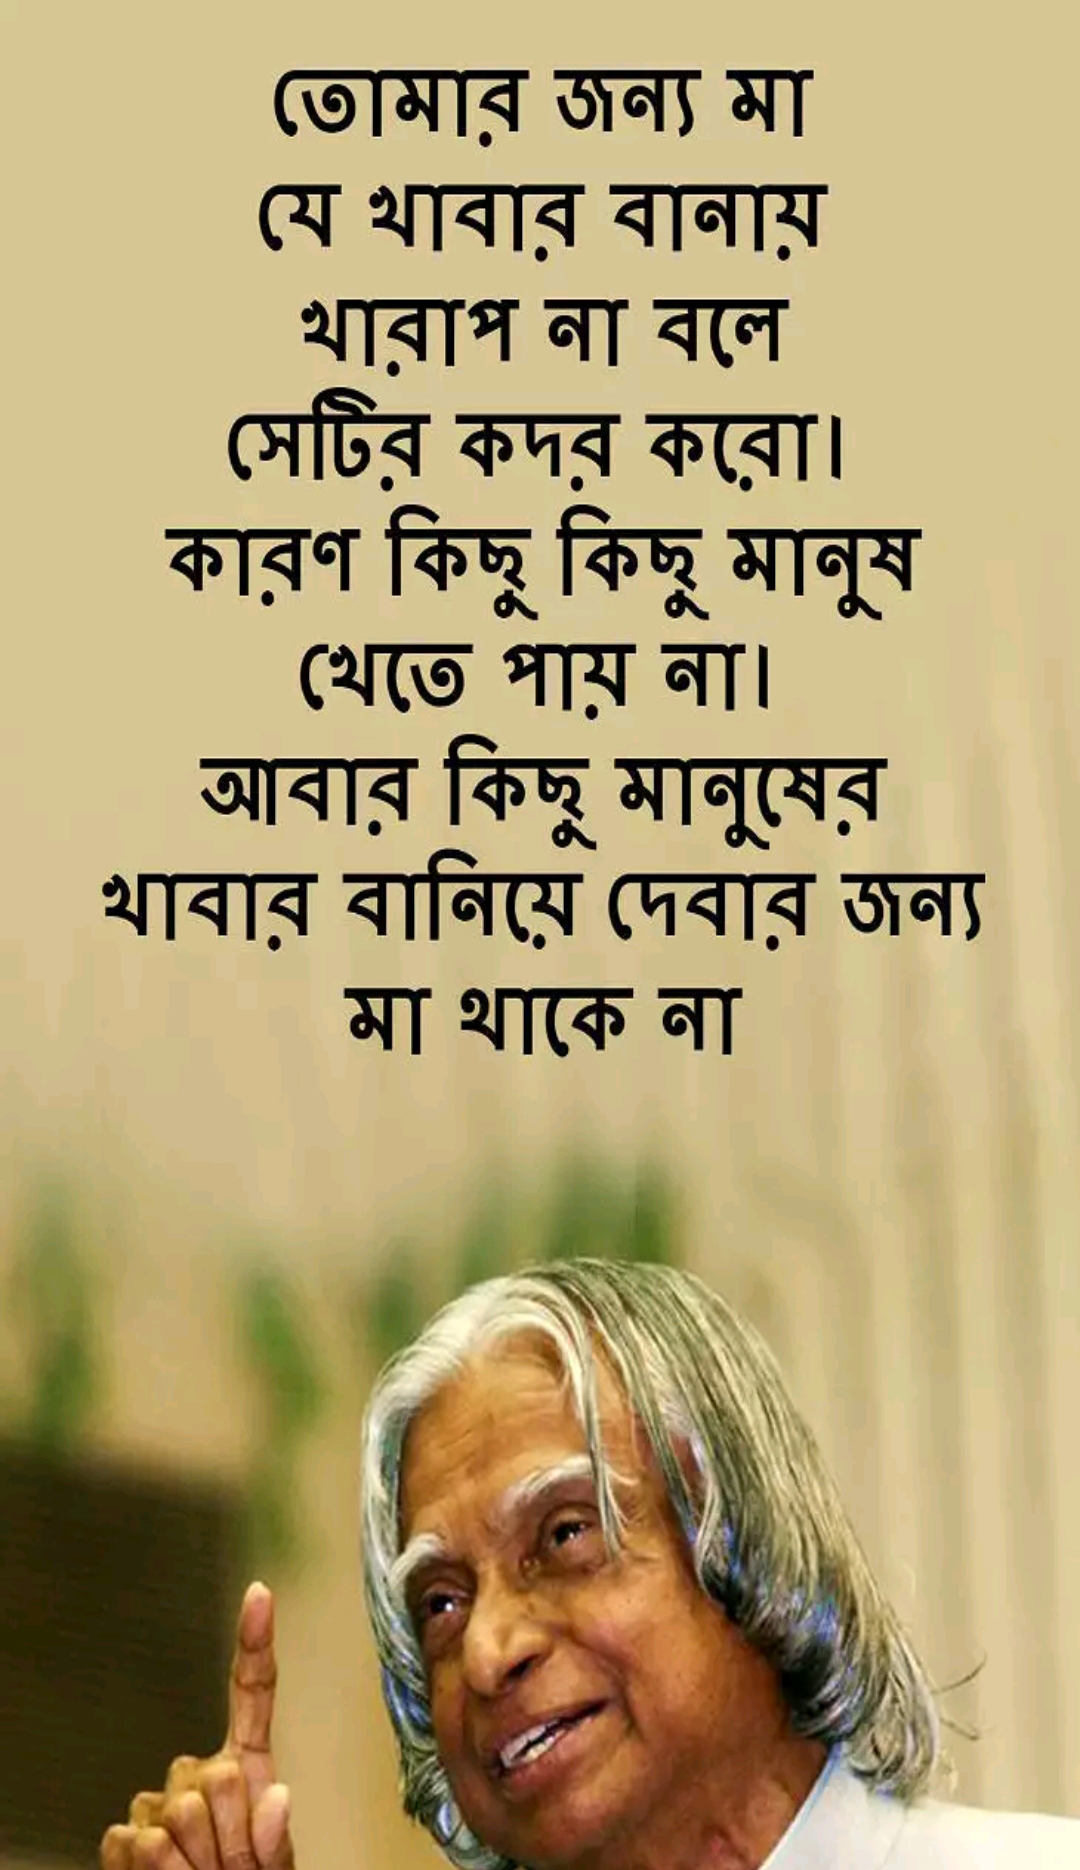 তোমার জন্য মা
যে খাবার বানায়
খারাপ না বলে
সেটির কদর করো।
কারণ কিছু কিছু মানুষ
খেতে পায় না।
আবার কিছু মানুষের
খাবার বানিয়ে দেবার জন্য
মা থাকে না